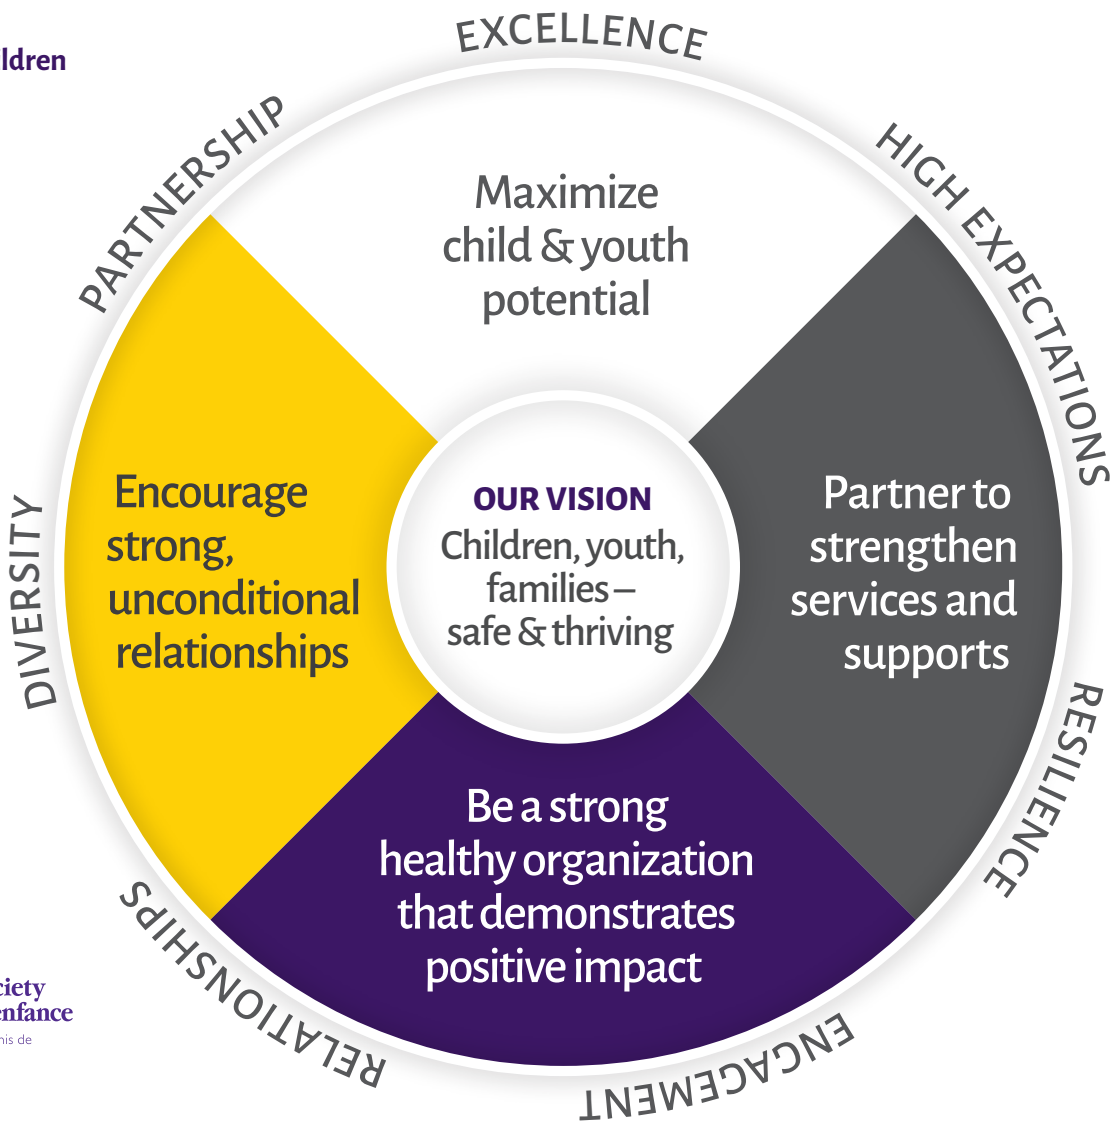 EXCELLENCE
ldren
PARTNERSHIP
HIGH EXPECTATIONS
Maximize
child & youth
potential
Encourage
strong,
unconditional
relationships
OUR VISION
Children, youth,
families –
safe & thriving
Partner to
strengthen
services and
supports
DIVERSITY
RESILIENCE
Be a strong
healthy organization
that demonstrates
positive impact
RELATIONSHIPS
ENGAGEMENT
ciety
enfance
nis de